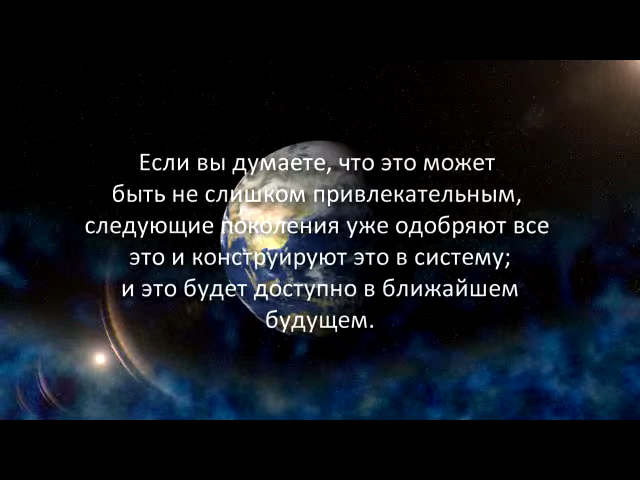 Если вы думаете, что это может
быть не слишком привлекательным,
следующие поколения уже одобряют все
это и конструируют это в систему;
и это будет доступно в ближайшем
будущем.